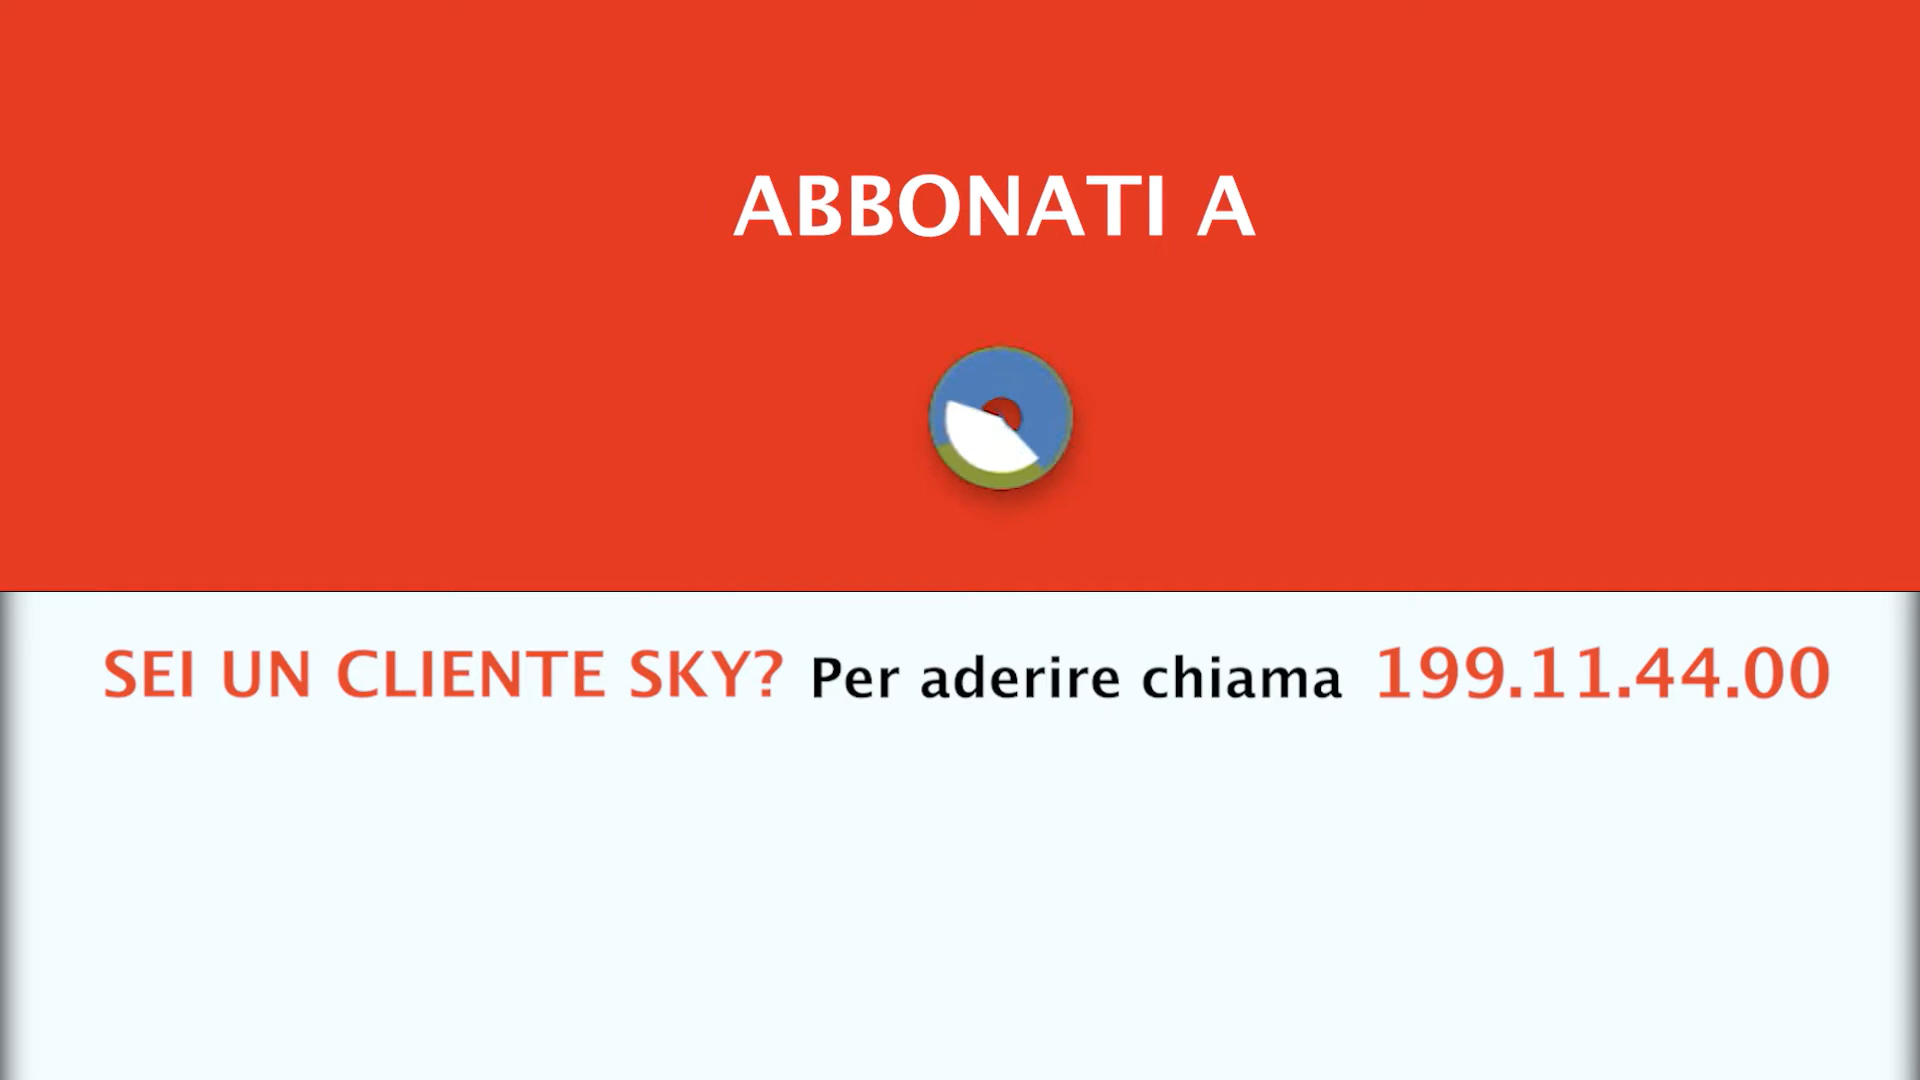 ABBONATI A
SEI UN CLIENTE SKY? Per aderire chiama 199.11.44.00